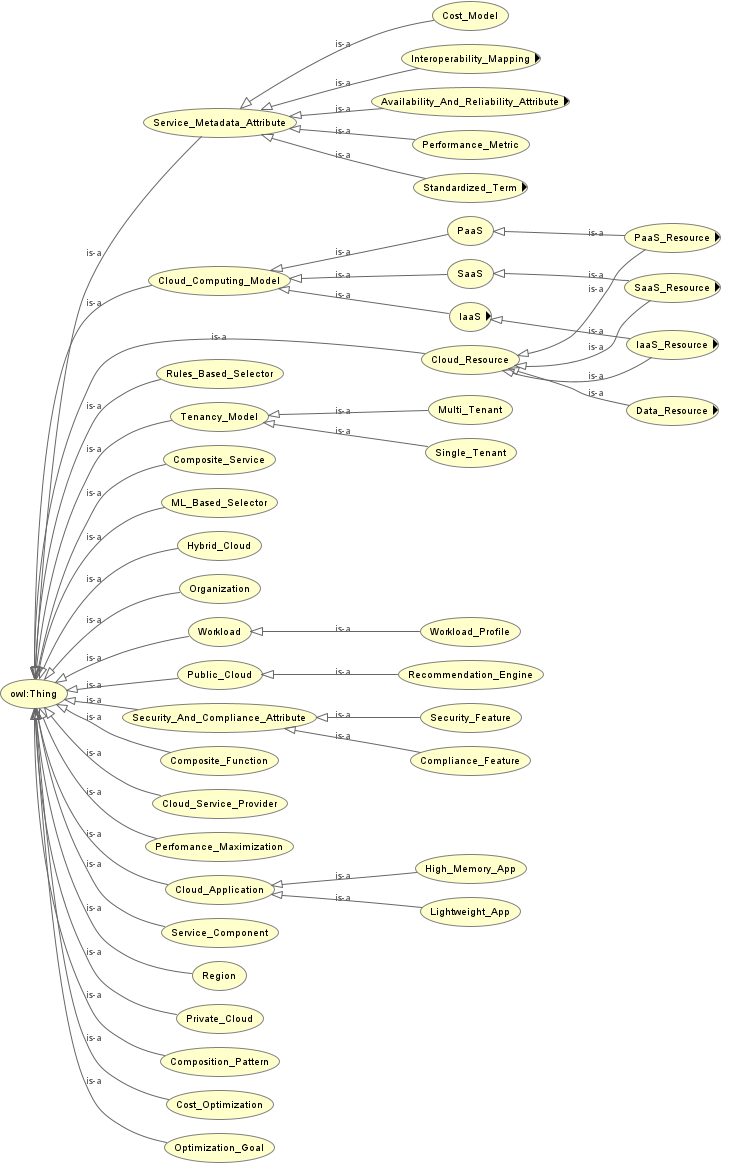 Cost_Model
is-a
Interoperability_Mapping
is-a
Availability_And_Reliability_Attribute
is-a
Service_Metadata_Attribute
is-a
Performance_Metric
is-a
Standardized_Term
PaaS
is-a
PaaS_Resource
is-a
is-a
SaaS
is-a
Cloud_Computing_Model
is-a
SaaS_Resource
is-a
is-a
is-a
IaaS
is-a
IaaS_Resource
is-a
is-a
Cloud_Resource
Rules_Based_Selector
is-a
is-a
Data_Resource
is-a
Tenancy_Model
is-a
Multi_Tenant
is-a
Single_Tenant
is-a
Composite_Service
is-a
ML_Based_Selector
is-a
Hybrid_Cloud
is-a
Organization
is-a
Workload
is-a
Workload_Profile
is-a
Public_Cloud
is-a
Recommendation_Engine
is-a
owl:Thing
is-a
Security_And_Compliance_Attribute
is-a
Security_Feature
is-a
Compliance_Feature
is-a
Composite_Function
is-a
Cloud_Service_Provider
is-a
Perfomance_Maximization
is-a
Cloud_Application
is-a
High_Memory_App
is-a
Lightweight_App
is-a
Service_Component
is-a
Region
is-a
Private_Cloud
is-a
Composition_Pattern
is-a
Cost_Optimization
is-a
Optimization_Goal